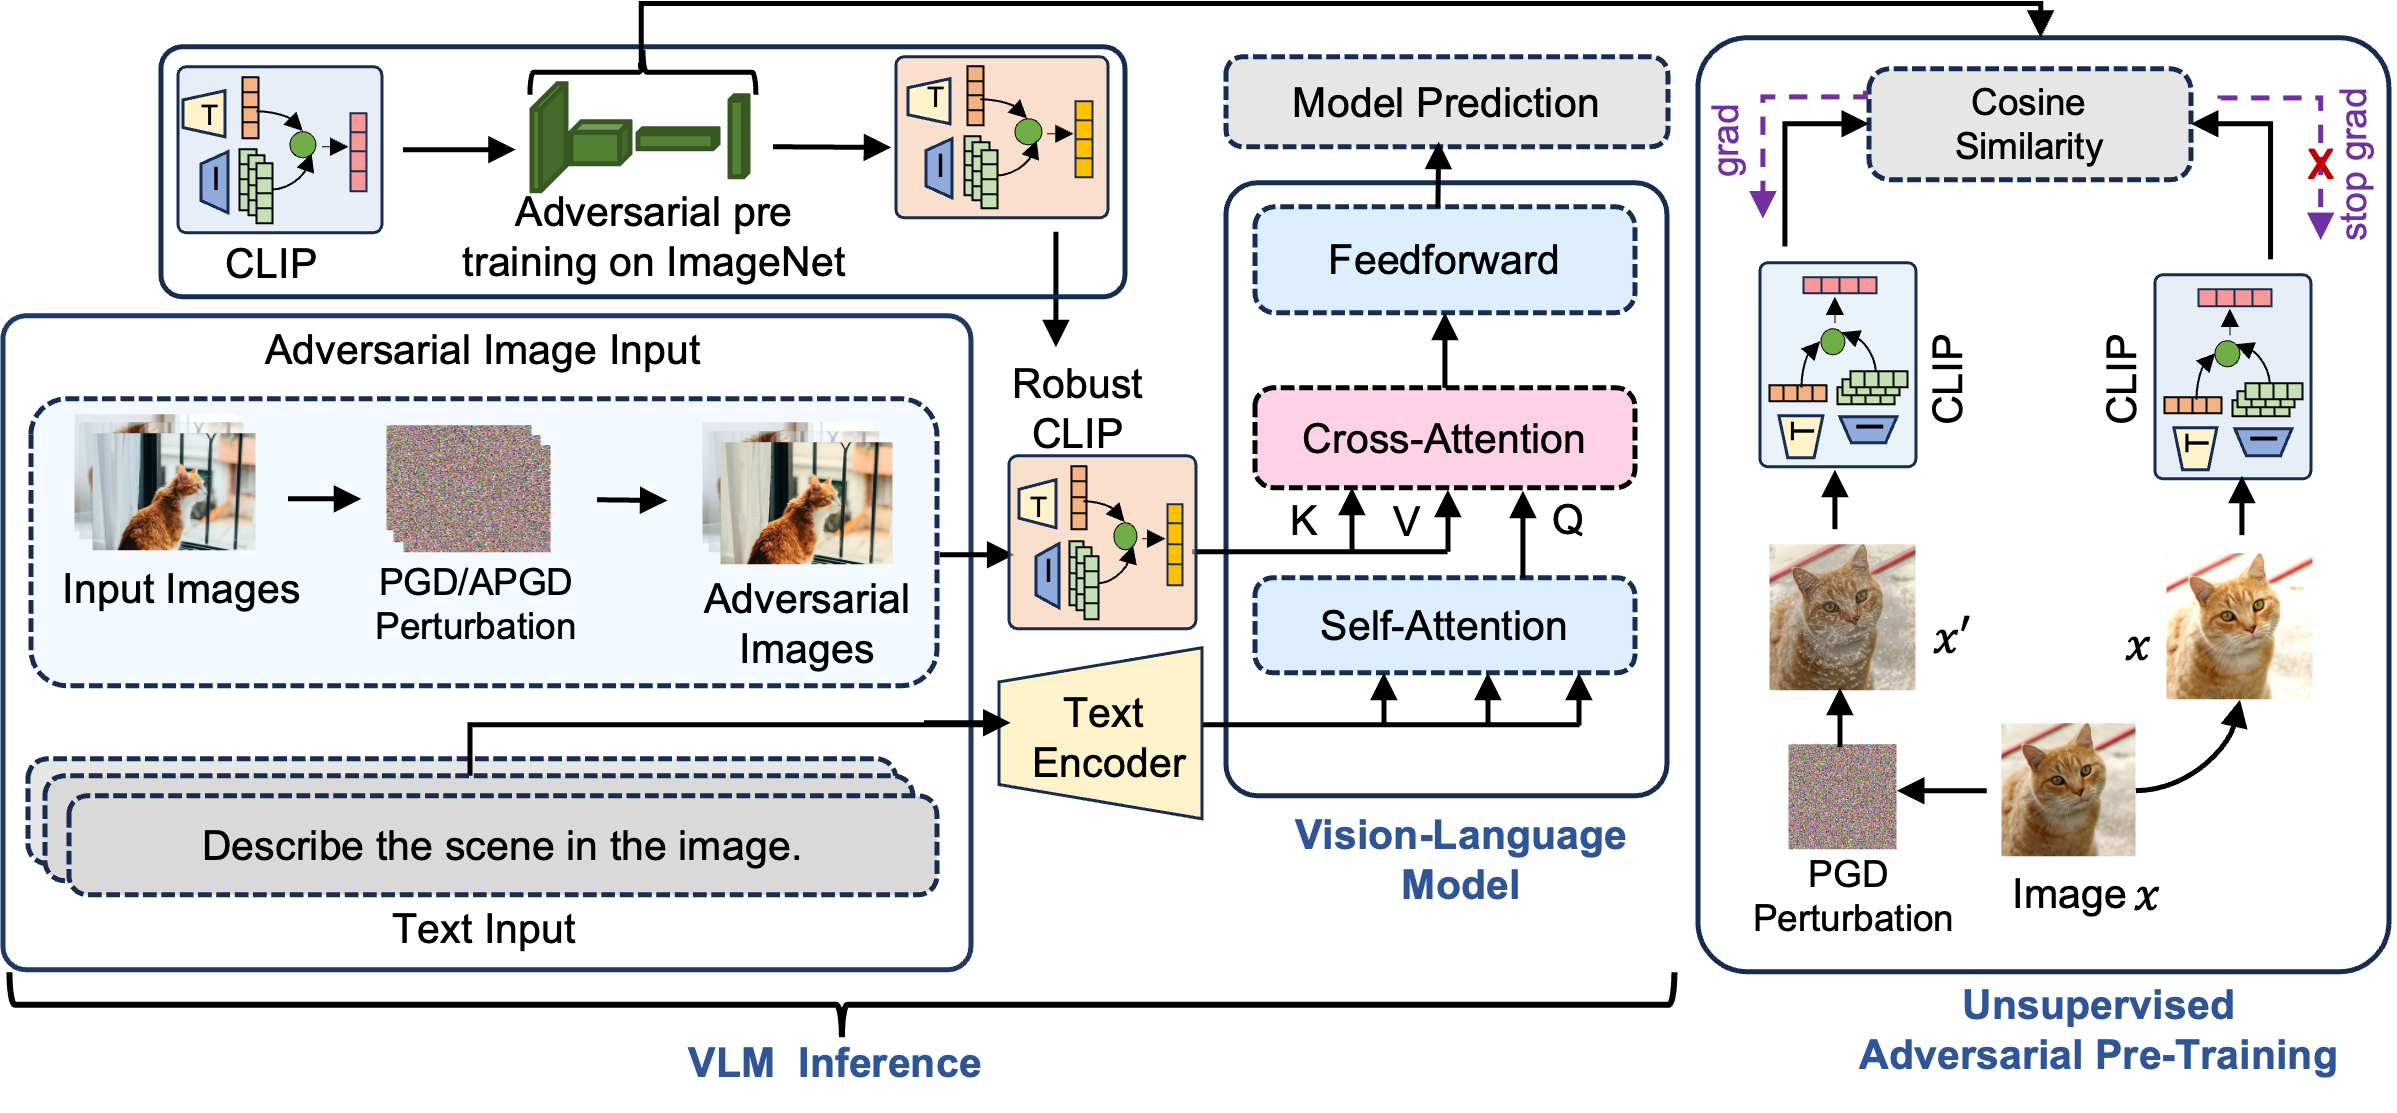 T
I
CLIP
Adversarial pre
training on ImageNet
T
I
Adversarial Image Input
Input Images
PGD/APGD
Perturbation
Adversarial
Images
Describe the scene in the image.
Text Input
Robust
CLIP
T
I
Text
Encoder
Model Prediction
Feedforward
Cross-Attention
K
V
Q
Self-Attention
Vision-Language
Model
VLM Inference
Cosine
Similarity
grad
X
stop grad
CLIP
T
I
CLIP
T
I
x′
x
PGD
Perturbation
Image x
Unsupervised
Adversarial Pre-Training